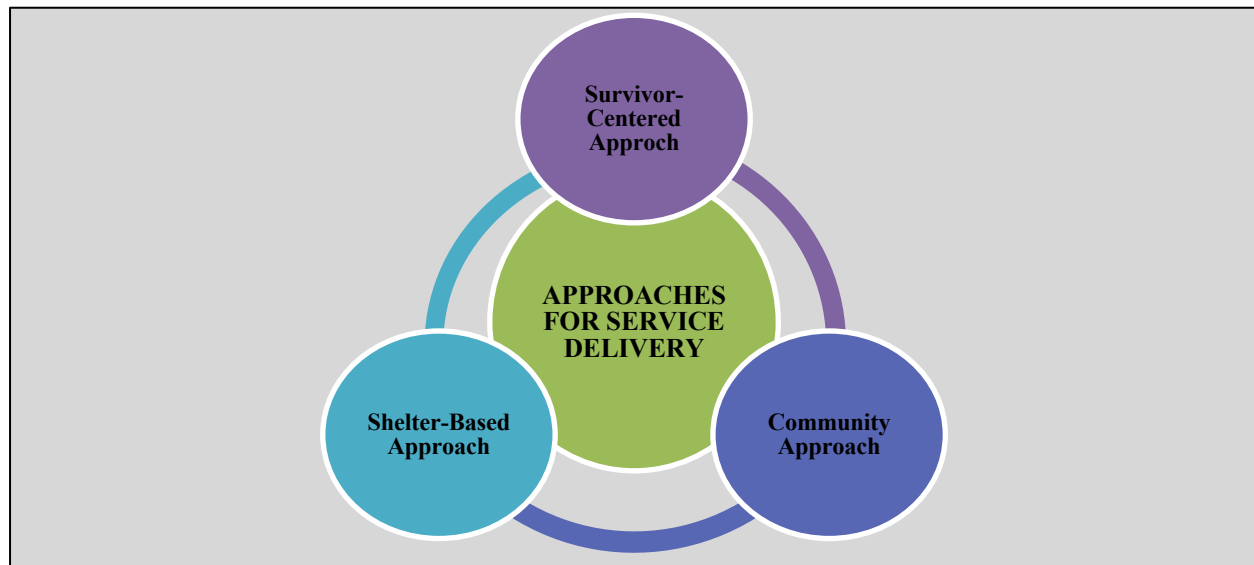 Survivor-
Centered
Approch
APPROACHES
FOR SERVICE
DELIVERY
Shelter-Based
Approach
Community
Approach